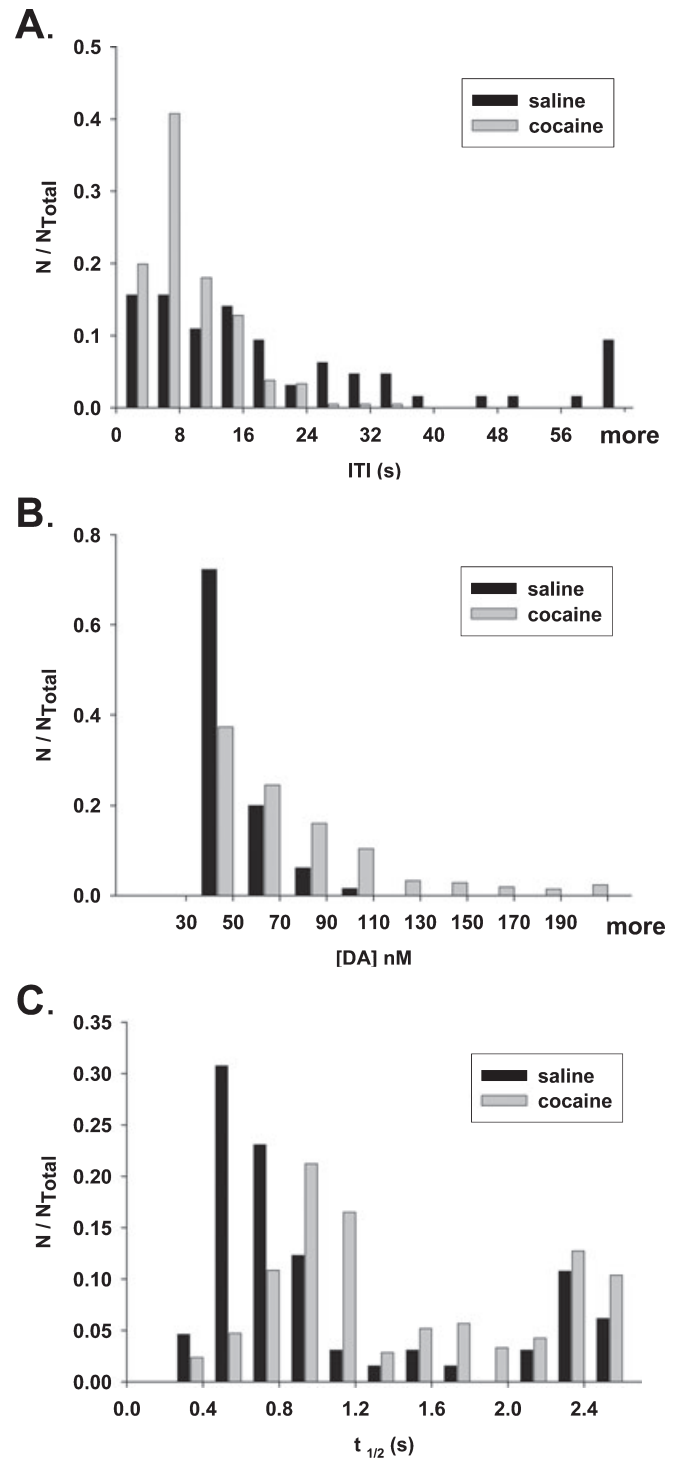 A.
0.5
0.4
0.3
0.2
0.1
0.0
N / NTotal
saline
cocaine
0 8 16 24 32 40 48 56 more
ITI (s)
B.
0.8
0.6
0.4
0.2
0.0
N / NTotal
saline
cocaine
30 50 70 90 110 130 150 170 190 more
[DA] nM
C.
0.35
0.30
0.25
0.20
0.15
0.10
0.05
0.00
N / NTotal
saline
cocaine
0.0 0.4 0.8 1.2 1.6 2.0 2.4
t 1/2 (s)